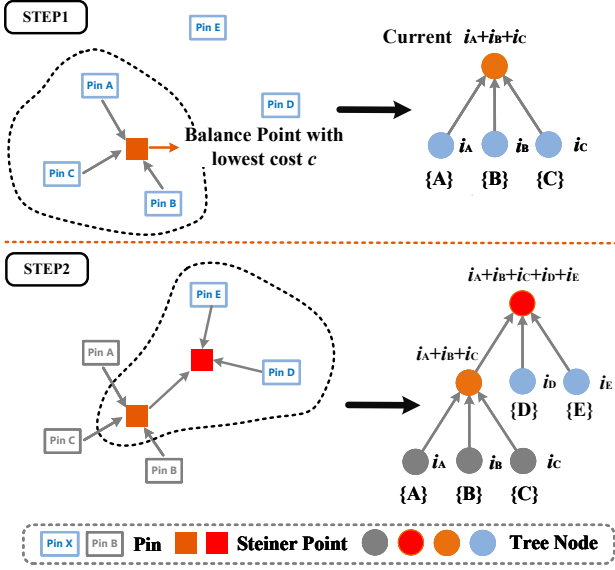 STEP1
Pin E
Current iA+iB+iC
Pin A
Pin D
Balance Point with
lowest cost c
Pin C
Pin B
iA
iB
iC
{A}
{B}
{C}
STEP2
iA+iB+iC+iD+iE
Pin E
Pin A
iA+iB+iC
Pin D
iD
iE
{D}
{E}
Pin C
Pin B
iA
iB
iC
{A}
{B}
{C}
Pin X
Pin B
Pin
Steiner Point
Tree Node